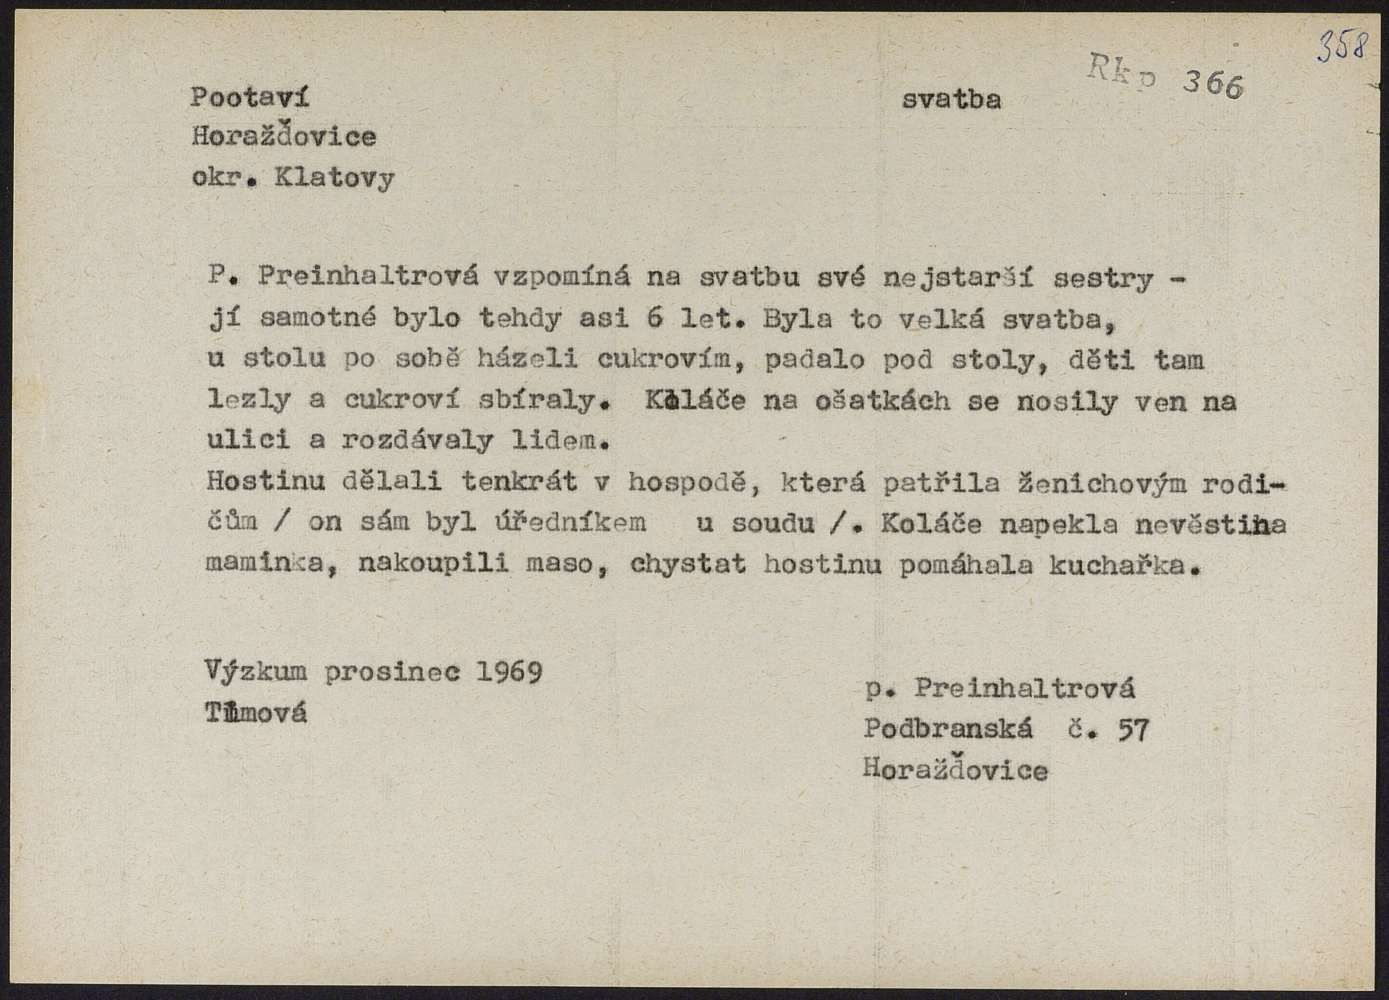 358
Rkp 366
Pootaví
svatba
Horažďovice
okr. Klatovy
P. Preinhaltrová vzpomíná na svatbu své nejstarší sestry -
jí samotné bylo tehdy asi 6 let. Byla to velká svatba,
u stolu po sobě házeli cukrovím, padalo pod stoly, děti tam
lezly a cukroví sbíraly. Koláče na ošatkách se nosily ven na
ulici a rozdávaly lidem.
Hostinu dělali tenkrát v hospodě, která patřila ženichovým rodi-
čům / on sám byl úředníkem u soudu /. Koláče napekla nevěstina
maminka, nakoupili maso, chystat hostinu pomáhala kuchařka.
Výzkum prosinec 1969
p. Preinhaltrová
Podbranská č. 57
Horažďovice